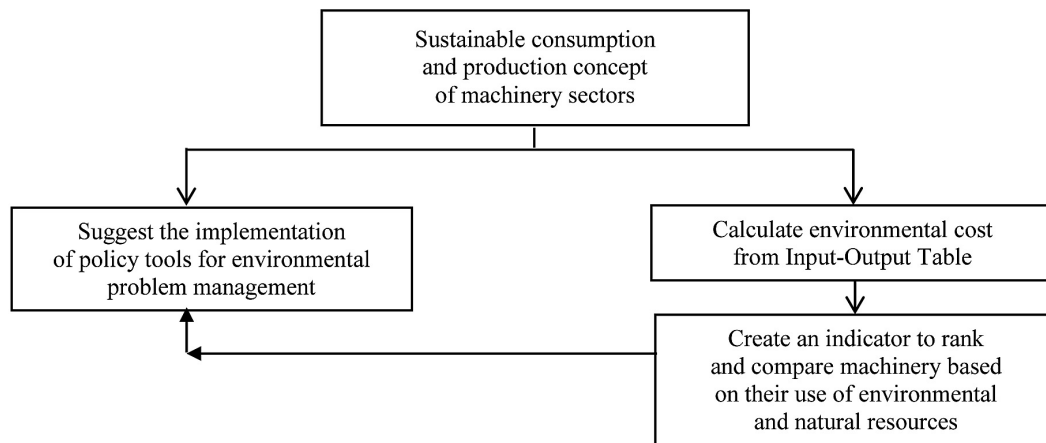 Sustainable consumption
and production concept
of machinery sectors
Suggest the implementation
of policy tools for environmental
problem management
Calculate environmental cost
from Input-Output Table
Create an indicator to rank
and compare machinery based
on their use of environmental
and natural resources